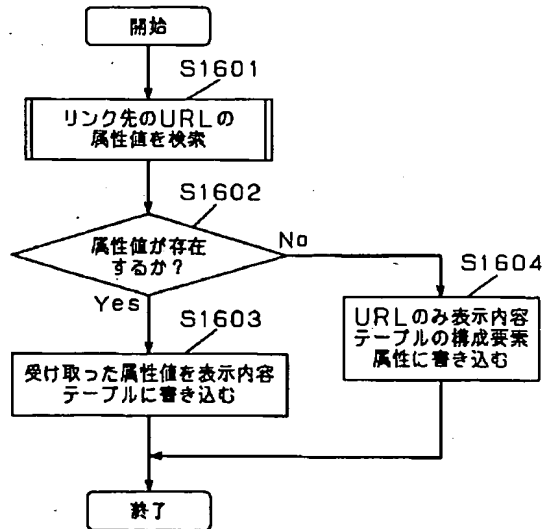 開始
S1601
リンク先のURLの
属性値を検索
S1602
属性値が存在
するか？
No
Yes
S1603
受け取った属性値を表示内容
テーブルに書き込む
S1604
URLのみ表示内容
テーブルの構成要素
属性に書き込む
終了